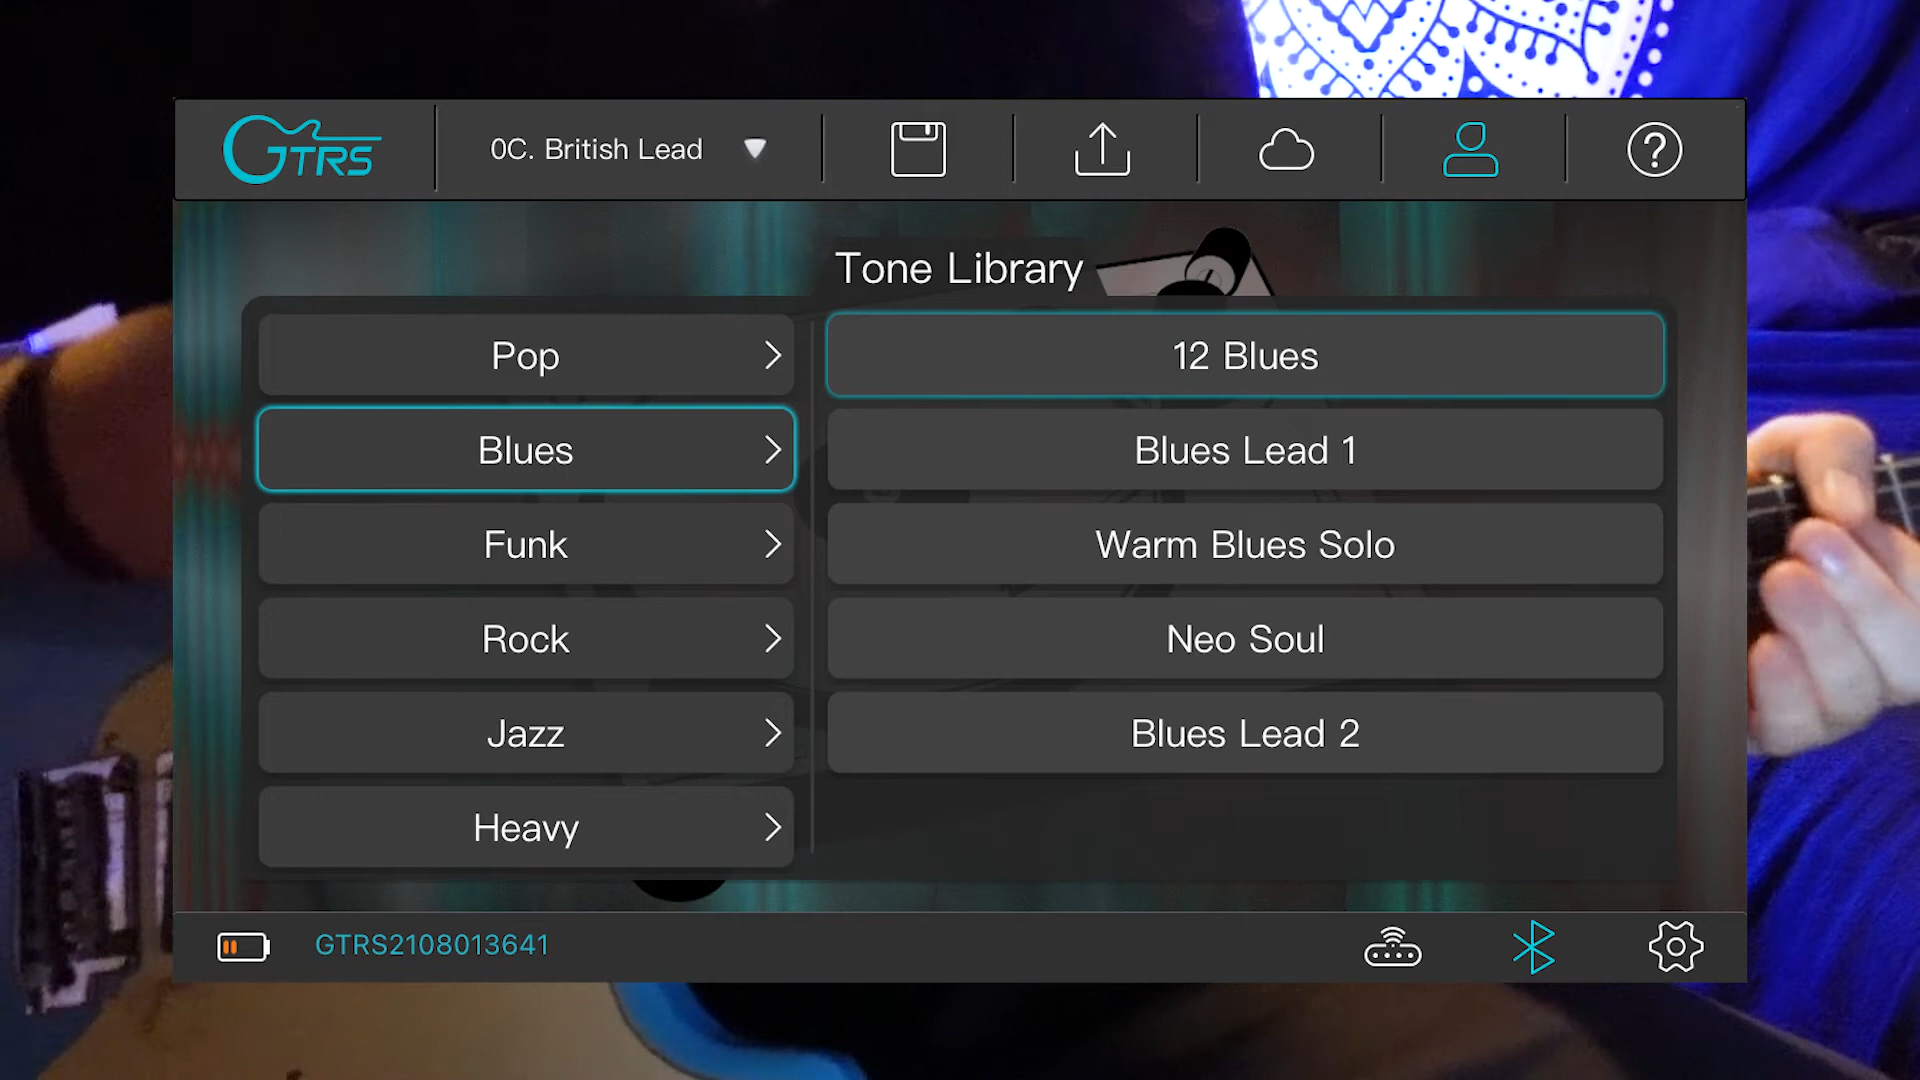 GTRS
0C. British Lead
Tone Library
Pop
12 Blues
Blues
Blues Lead 1
Funk
Warm Blues Solo
Rock
Neo Soul
Jazz
Blues Lead 2
Heavy
GTRS2108013641